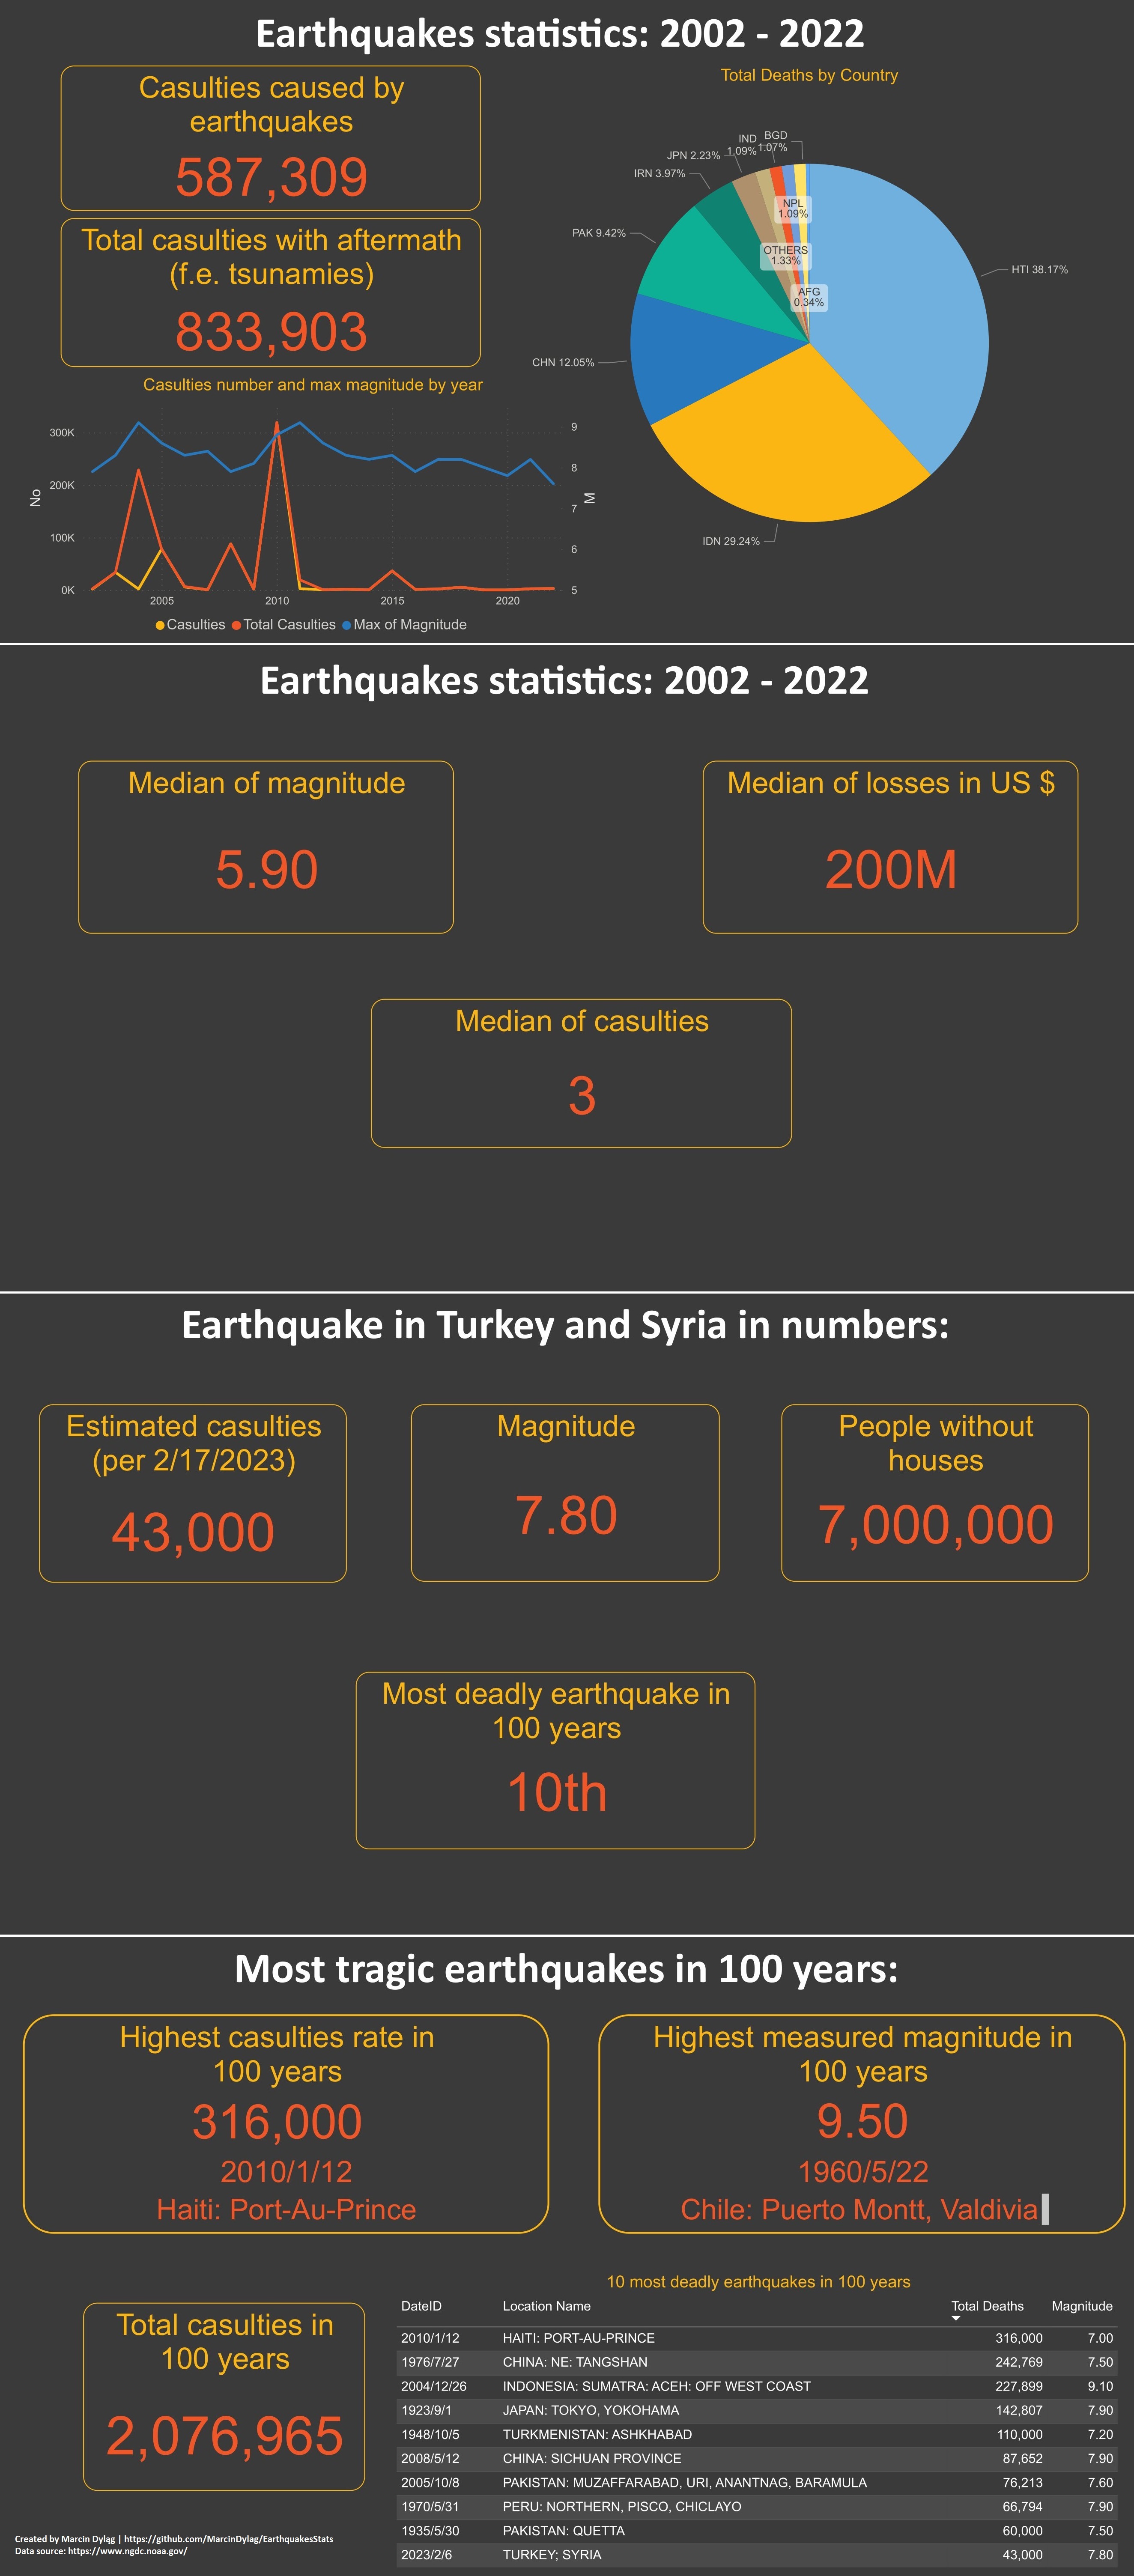 Earthquakes statistics: 2002 - 2022
Casulties caused by
earthquakes
587,309
Total casulties with aftermath
(f.e. tsunamies)
833,903
Casulties number and max magnitude by year
300K
200K
100K
0K
No
9
8
7
6
5
M
2005
2010
2015
2020
Casulties
Total Casulties
Max of Magnitude
Total Deaths by Country
HTI 38.17%
IDN 29.24%
CHN 12.05%
PAK 9.42%
IRN 3.97%
JPN 2.23%
IND
1.09%
BGD
1.07%
NPL
1.09%
OTHERS
1.33%
AFG
0.34%
Earthquakes statistics: 2002 - 2022
Median of magnitude
5.90
Median of losses in US $
200M
Median of casulties
3
Earthquake in Turkey and Syria in numbers:
Estimated casulties
(per 2/17/2023)
43,000
Magnitude
7.80
People without
houses
7,000,000
Most deadly earthquake in
100 years
10th
Most tragic earthquakes in 100 years:
Highest casulties rate in
100 years
316,000
2010/1/12
Haiti: Port-Au-Prince
Highest measured magnitude in
100 years
9.50
1960/5/22
Chile: Puerto Montt, Valdivia
Total casulties in
100 years
2,076,965
10 most deadly earthquakes in 100 years
DateID Location Name Total Deaths Magnitude
2010/1/12 HAITI: PORT-AU-PRINCE 316,000 7.00
1976/7/27 CHINA: NE: TANGSHAN 242,769 7.50
2004/12/26 INDONESIA: SUMATRA: ACEH: OFF WEST COAST 227,899 9.10
1923/9/1 JAPAN: TOKYO, YOKOHAMA 142,807 7.90
1948/10/5 TURKMENISTAN: ASHKHABAD 110,000 7.20
2008/5/12 CHINA: SICHUAN PROVINCE 87,652 7.90
2005/10/8 PAKISTAN: MUZAFFARABAD, URI, ANANTNAG, BARAMULA 76,213 7.60
1970/5/31 PERU: NORTHERN, PISCO, CHICLAYO 66,794 7.90
1935/5/30 PAKISTAN: QUETTA 60,000 7.50
2023/2/6 TURKEY; SYRIA 43,000 7.80
Created by Marcin Dyląg | https://github.com/MarcinDylag/EarthquakesStats
Data source: https://www.ngdc.noaa.gov/